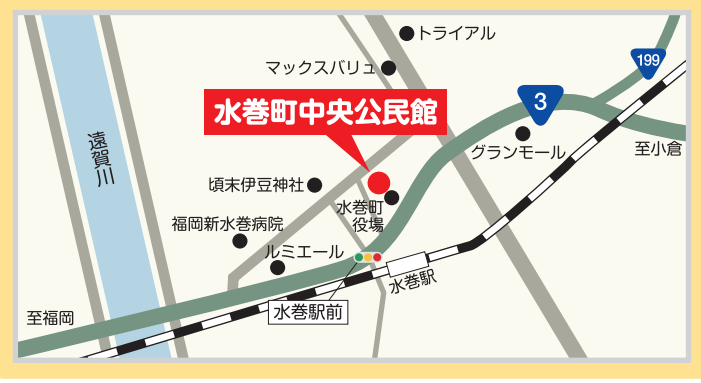 トライアル
マックスバリュ
199
水巻町中央公民館
3
グランモール
至小倉
遠賀川
頃末伊豆神社
水巻町
役場
福岡新水巻病院
ルミエール
水巻駅
水巻駅前
至福岡